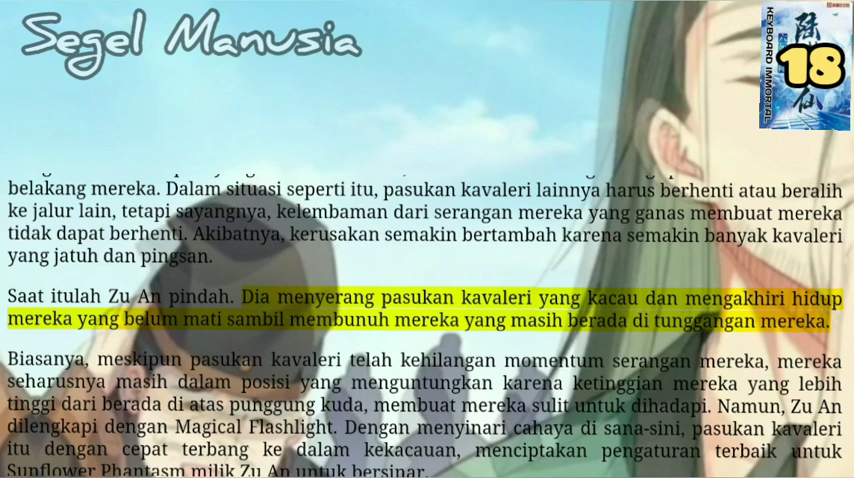 Segel Manusia
KEYBOARD IMMORTAL
18
belakang mereka. Dalam situasi seperti itu, pasukan kavaleri lainnya harus berhenti atau beralih
ke jalur lain, tetapi sayangnya, kelembaman dari serangan mereka yang ganas membuat mereka
tidak dapat berhenti. Akibatnya, kerusakan semakin bertambah karena semakin banyak kavaleri
yang jatuh dan pingsan.
Saat itulah Zu An pindah. Dia menyerang pasukan kavaleri yang kacau dan mengakhiri hidup
mereka yang belum mati sambil membunuh mereka yang masih berada di tunggangan mereka.
Biasanya, meskipun pasukan kavaleri telah kehilangan momentum serangan mereka, mereka
seharusnya masih dalam posisi yang menguntungkan karena ketinggian mereka yang lebih
tinggi dari berada di atas punggung kuda, membuat mereka sulit untuk dihadapi. Namun, Zu An
dilengkapi dengan Magical Flashlight. Dengan menyinari cahaya di sana-sini, pasukan kavaleri
itu dengan cepat terbang ke dalam kekacauan, menciptakan pengaturan terbaik untuk
Sunflower Phantasm milik Zu An untuk bersinar.